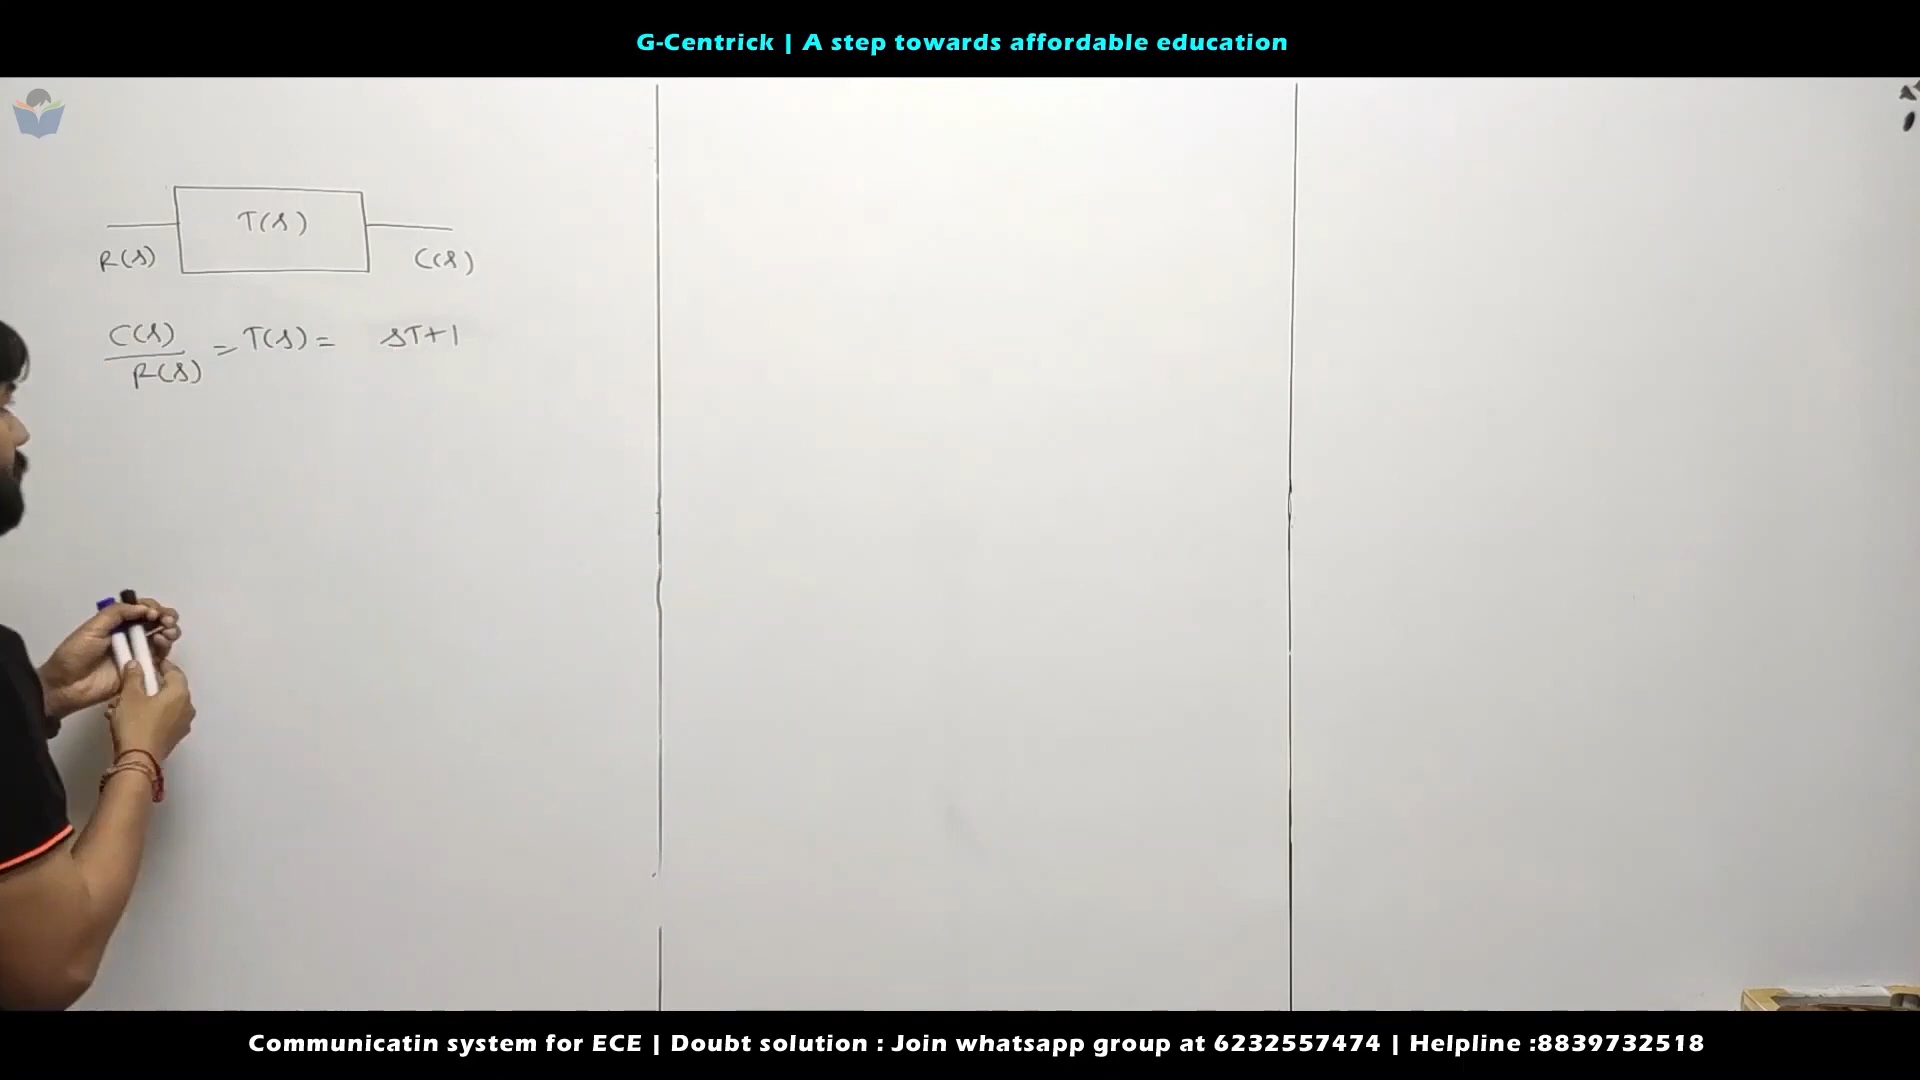 G-Centrick | A step towards affordable education
T(s)
R(s)
C(s)
C(s)
R(s)
= T(s) = sT+1
Communicatin system for ECE | Doubt solution : Join whatsapp group at 6232557474 | Helpline :8839732518